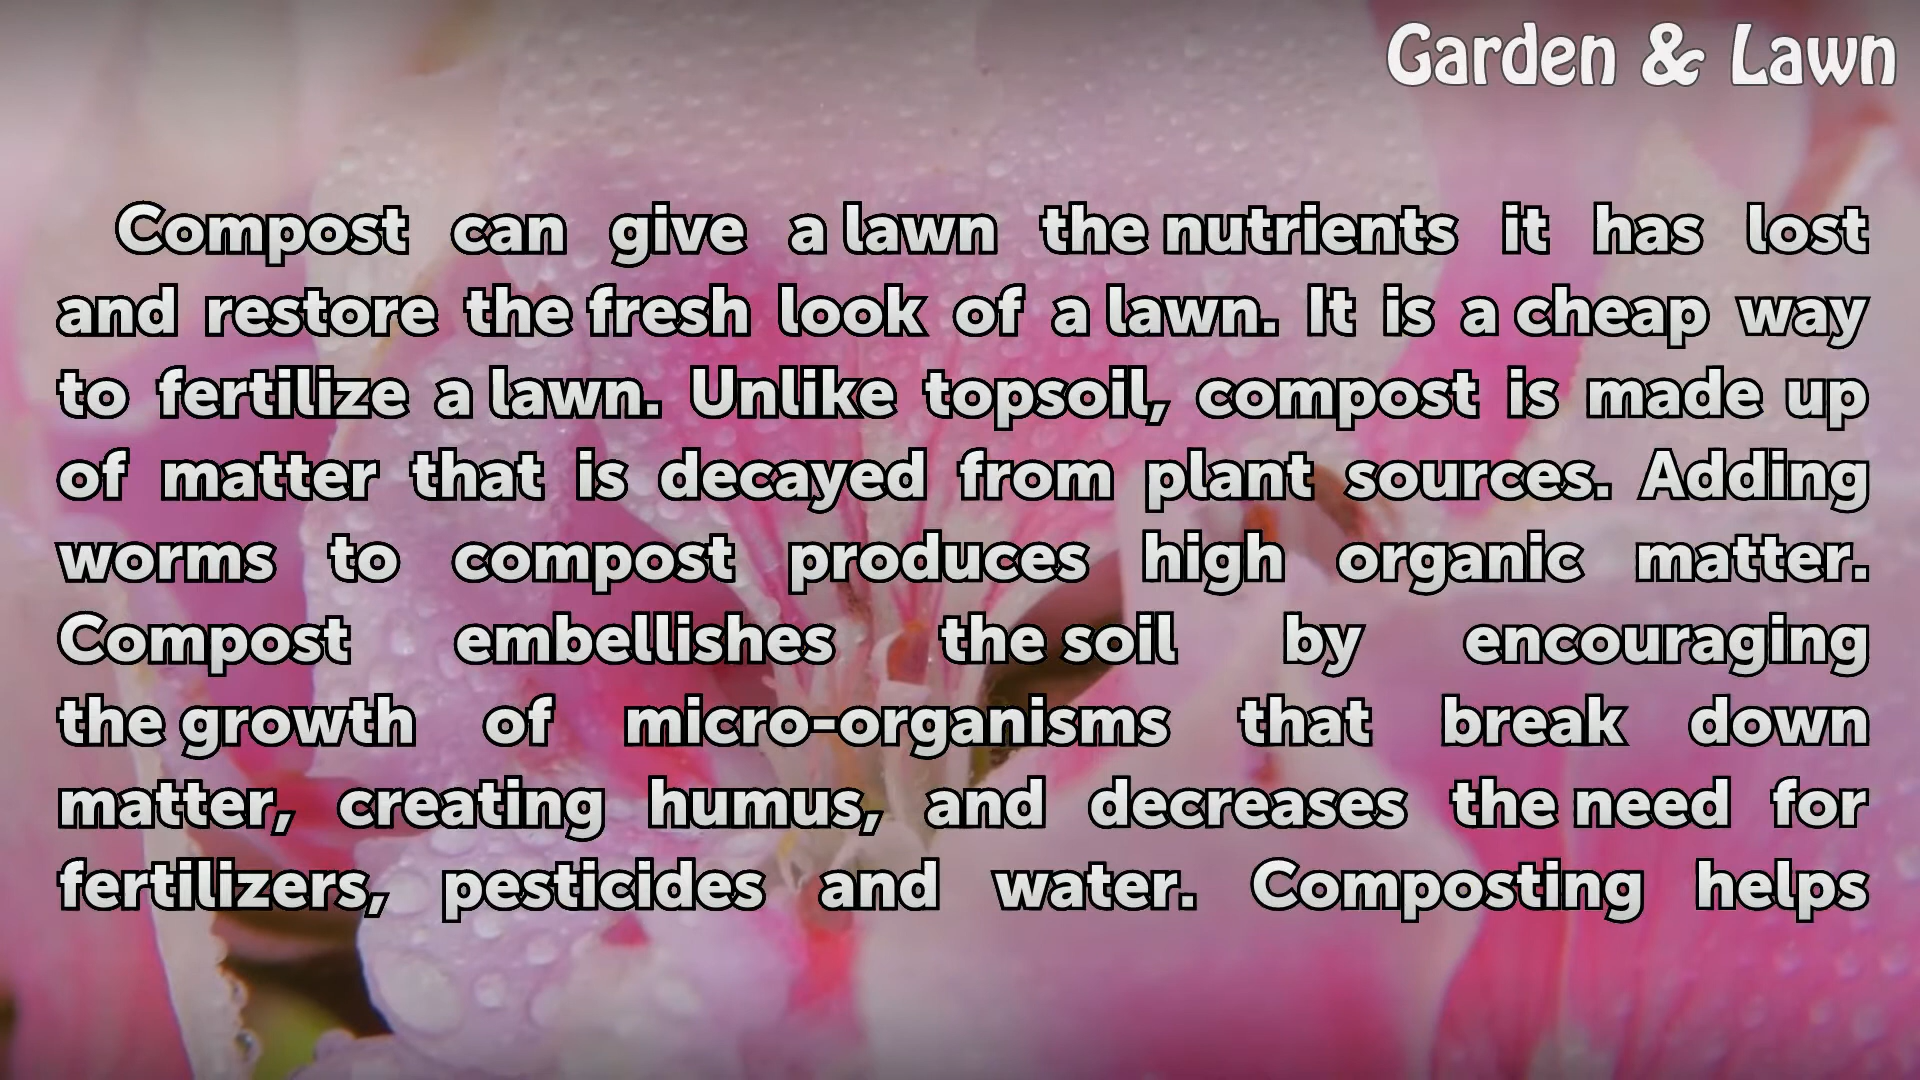 Garden & Lawn
Compost can give a lawn the nutrients it has lost
and restore the fresh look of a lawn. It is a cheap way
to fertilize a lawn. Unlike topsoil, compost is made up
of matter that is decayed from plant sources. Adding
worms to compost produces high organic matter.
Compost embellishes the soil by encouraging
the growth of micro-organisms that break down
matter, creating humus, and decreases the need for
fertilizers, pesticides and water. Composting helps